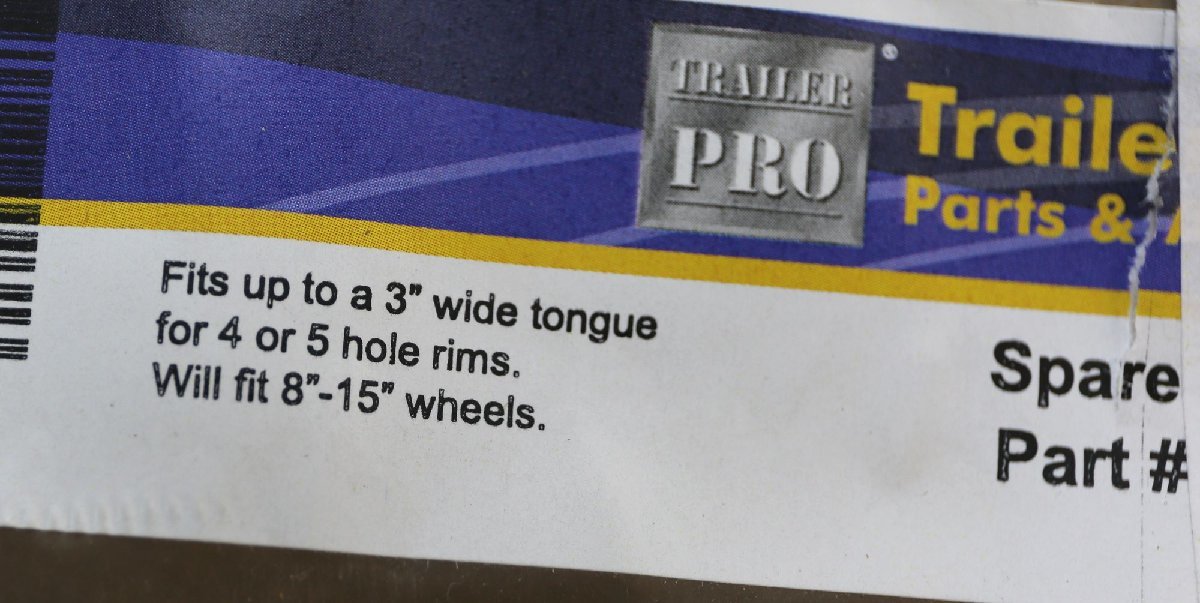 TRAILER
PRO
®
Traile
Parts &
Fits up to a 3" wide tongue
for 4 or 5 hole rims.
Will fit 8"-15" wheels.
Spare
Part #